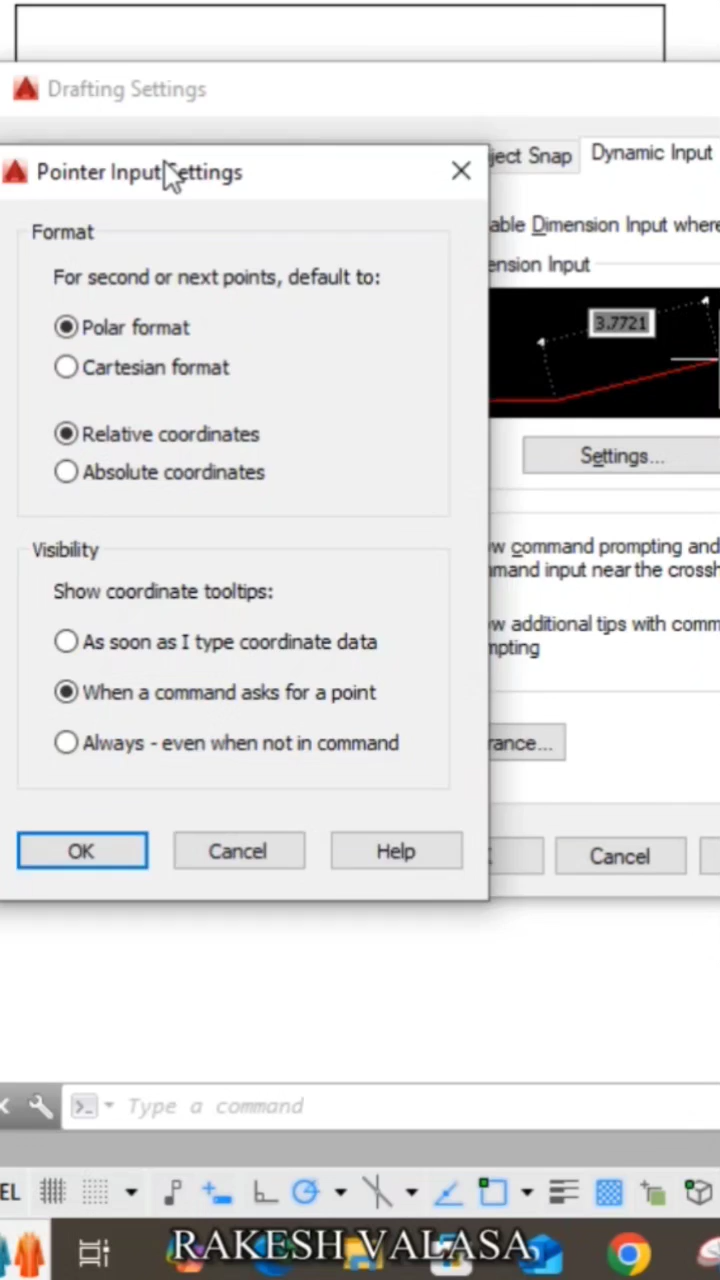 Drafting Settings
Pointer Input Settings
ject Snap
Dynamic Input
Format
able Dimension Input where
ension Input
For second or next points, default to:
3.7721
Polar format
Cartesian format
Relative coordinates
Settings...
Absolute coordinates
Visibility
w command prompting and
mmand input near the crossh
Show coordinate tooltips:
w additional tips with comm
mpting
As soon as I type coordinate data
When a command asks for a point
Always - even when not in command
rance...
OK
Cancel
Help
Cancel
Type a command
EL
RAKESH VALASA